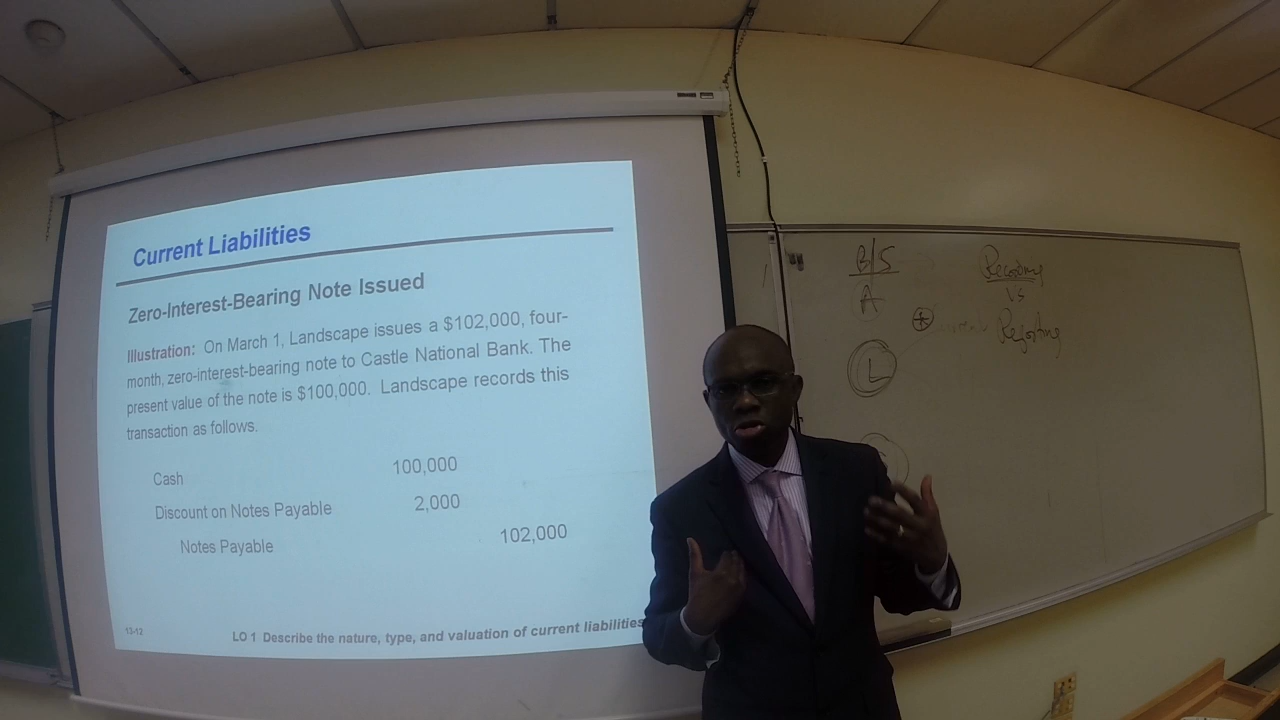 Current Liabilities
Zero-Interest-Bearing Note Issued
Illustration: On March 1, Landscape issues a $102,000, four-
month, zero-interest-bearing note to Castle National Bank. The
present value of the note is $100,000. Landscape records this
transaction as follows.
Cash 100,000
Discount on Notes Payable 2,000
Notes Payable 102,000
13-12
LO 1 Describe the nature, type, and valuation of current liabilities
B/S
A
L
Recording
vs
Reporting